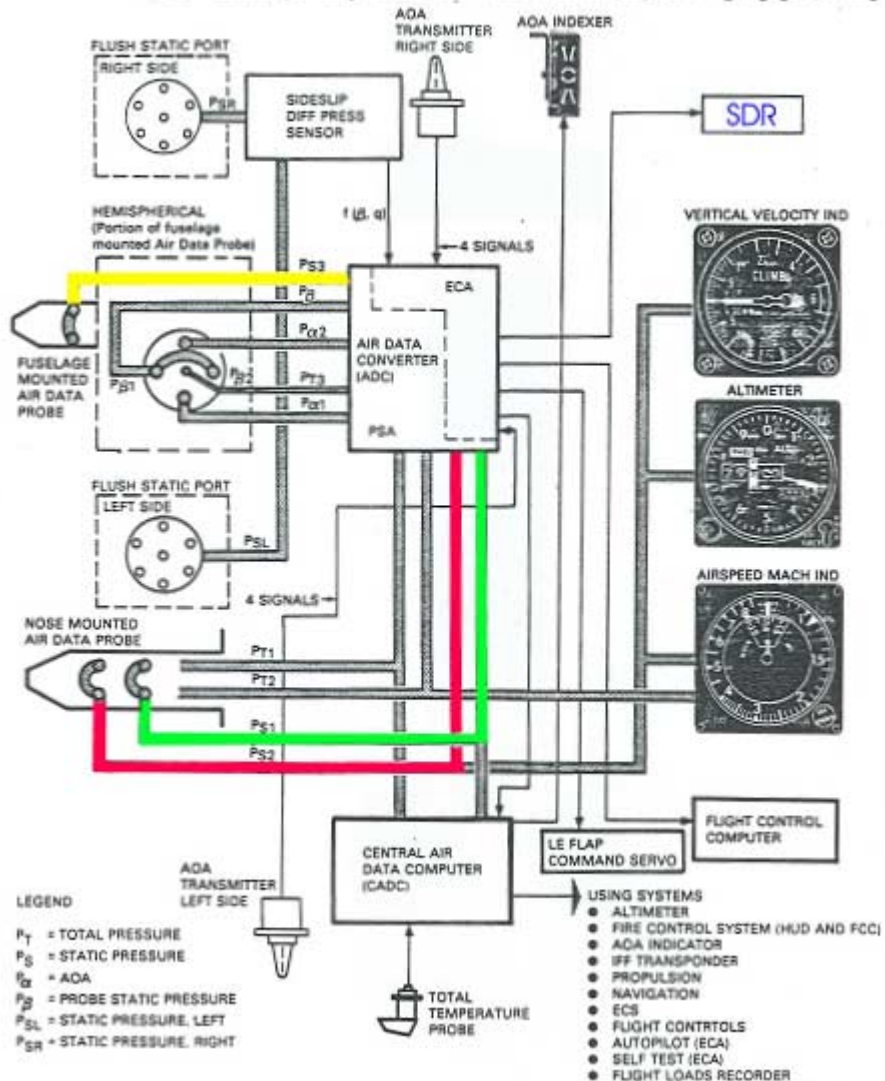 AOA
TRANSMITTER
RIGHT SIDE
AOA INDEXER
FLUSH STATIC PORT
RIGHT SIDE
PSR
SIDESLIP
DIFF PRESS
SENSOR
SDR
f (β, q)
4 SIGNALS
VERTICAL VELOCITY IND
CLIMB
HEMISPHERICAL
(Portion of fuselage
mounted Air Data Probe)
PS3
Pβ
Pα2
Pβ1
Pβ2
PT3
Pα1
ECA
AIR DATA
CONVERTER
(ADC)
PSA
FUSELAGE
MOUNTED
AIR DATA
PROBE
ALTIMETER
FLUSH STATIC PORT
LEFT SIDE
PSL
4 SIGNALS
AIRSPEED MACH IND
NOSE MOUNTED
AIR DATA PROBE
PT1
PT2
PS1
PS2
AOA
TRANSMITTER
LEFT SIDE
CENTRAL AIR
DATA COMPUTER
(CADC)
LE FLAP
COMMAND SERVO
FLIGHT CONTROL
COMPUTER
TOTAL
TEMPERATURE
PROBE
LEGEND
PT = TOTAL PRESSURE
PS = STATIC PRESSURE
Pα = AOA
Pβ = PROBE STATIC PRESSURE
PSL = STATIC PRESSURE, LEFT
PSR = STATIC PRESSURE, RIGHT
USING SYSTEMS
● ALTIMETER
● FIRE CONTROL SYSTEM (HUD AND FCC)
● AOA INDICATOR
● IFF TRANSPONDER
● PROPULSION
● NAVIGATION
● ECS
● FLIGHT CONTRTOLS
● AUTOPILOT (ECA)
● SELF TEST (ECA)
● FLIGHT LOADS RECORDER